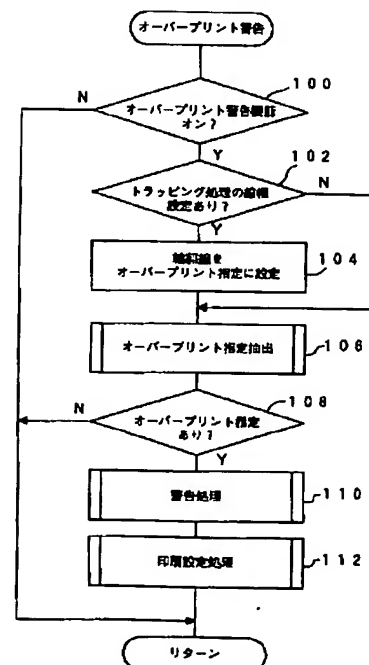 オーバープリント警告
100
N
オーバープリント警告機能
オン?
Y
102
トラッピング処理の線幅
設定あり?
N
Y
輪郭線を
オーバープリント指定に設定
104
オーバープリント指定抽出
106
108
N
オーバープリント指定
あり?
Y
警告処理
110
印刷設定処理
112
リターン